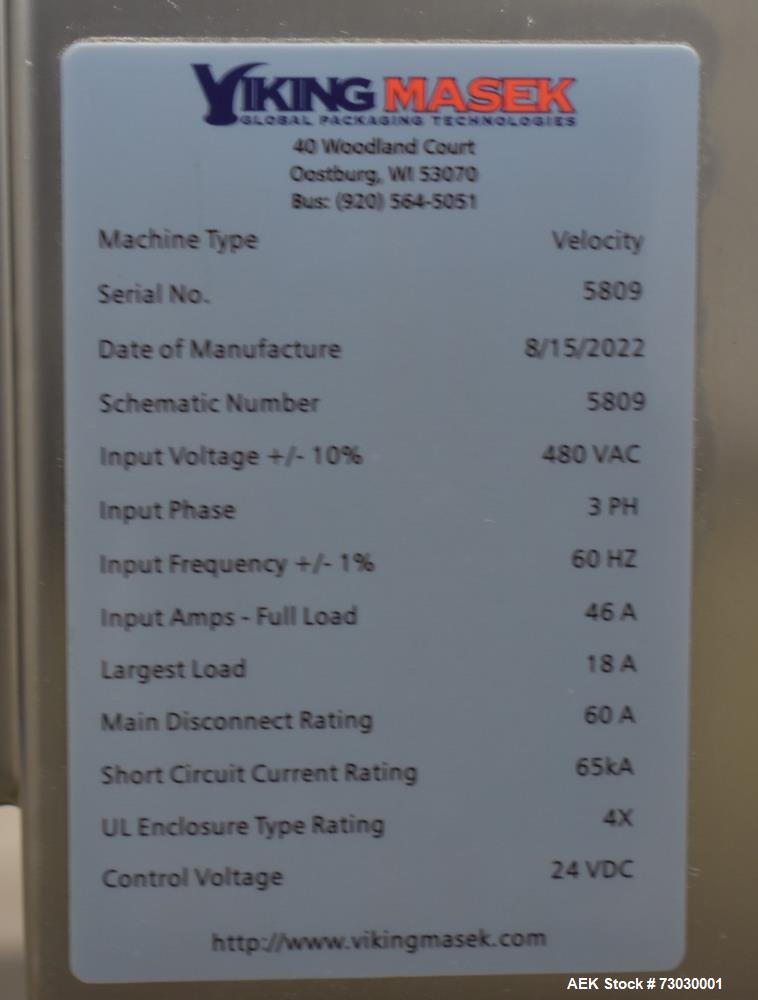 VIKING MASEK
GLOBAL PACKAGING TECHNOLOGIES
40 Woodland Court
Oostburg, WI 53070
Bus: (920) 564-5051
Machine Type Velocity
Serial No. 5809
Date of Manufacture 8/15/2022
Schematic Number 5809
Input Voltage +/- 10% 480 VAC
Input Phase 3 PH
Input Frequency +/- 1% 60 HZ
Input Amps - Full Load 46 A
Largest Load 18 A
Main Disconnect Rating 60 A
Short Circuit Current Rating 65kA
UL Enclosure Type Rating 4X
Control Voltage 24 VDC
http://www.vikingmasek.com
AEK Stock # 73030001